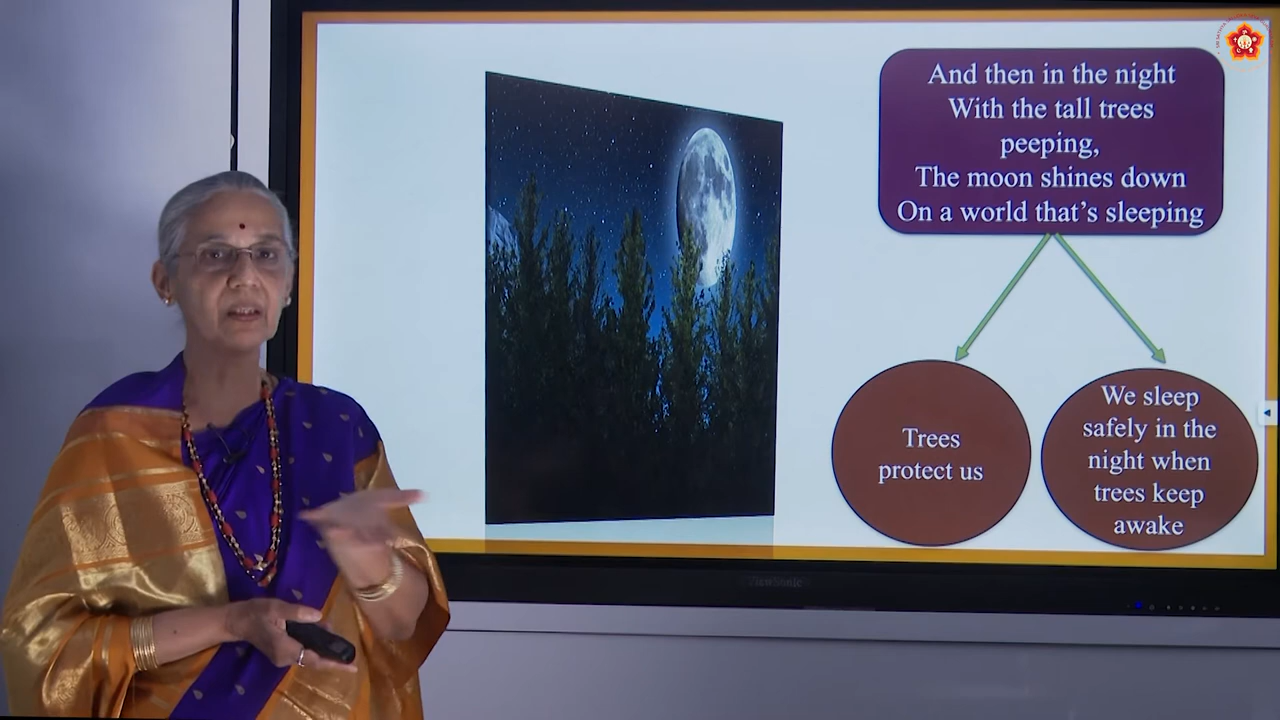 And then in the night
With the tall trees
peeping,
The moon shines down
On a world that's sleeping
Trees
protect us
We sleep
safely in the
night when
trees keep
awake
ViewSonic